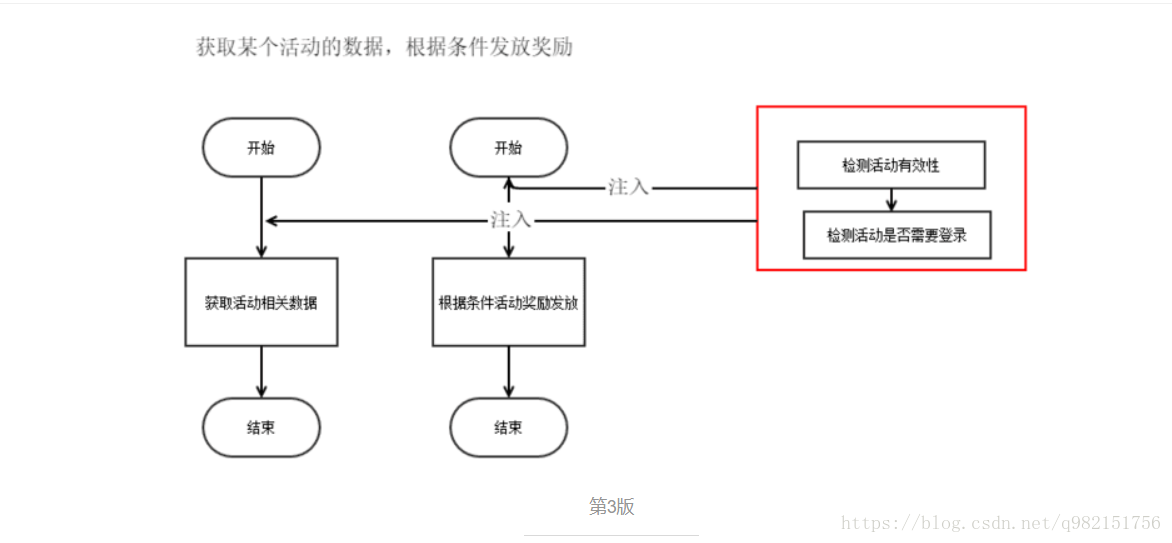 获取某个活动的数据，根据条件发放奖励
开始
开始
检测活动有效性
注入
注入
检测活动是否需要登录
获取活动相关数据
根据条件活动奖励发放
结束
结束
第3版
https://blog.csdn.net/q982151756